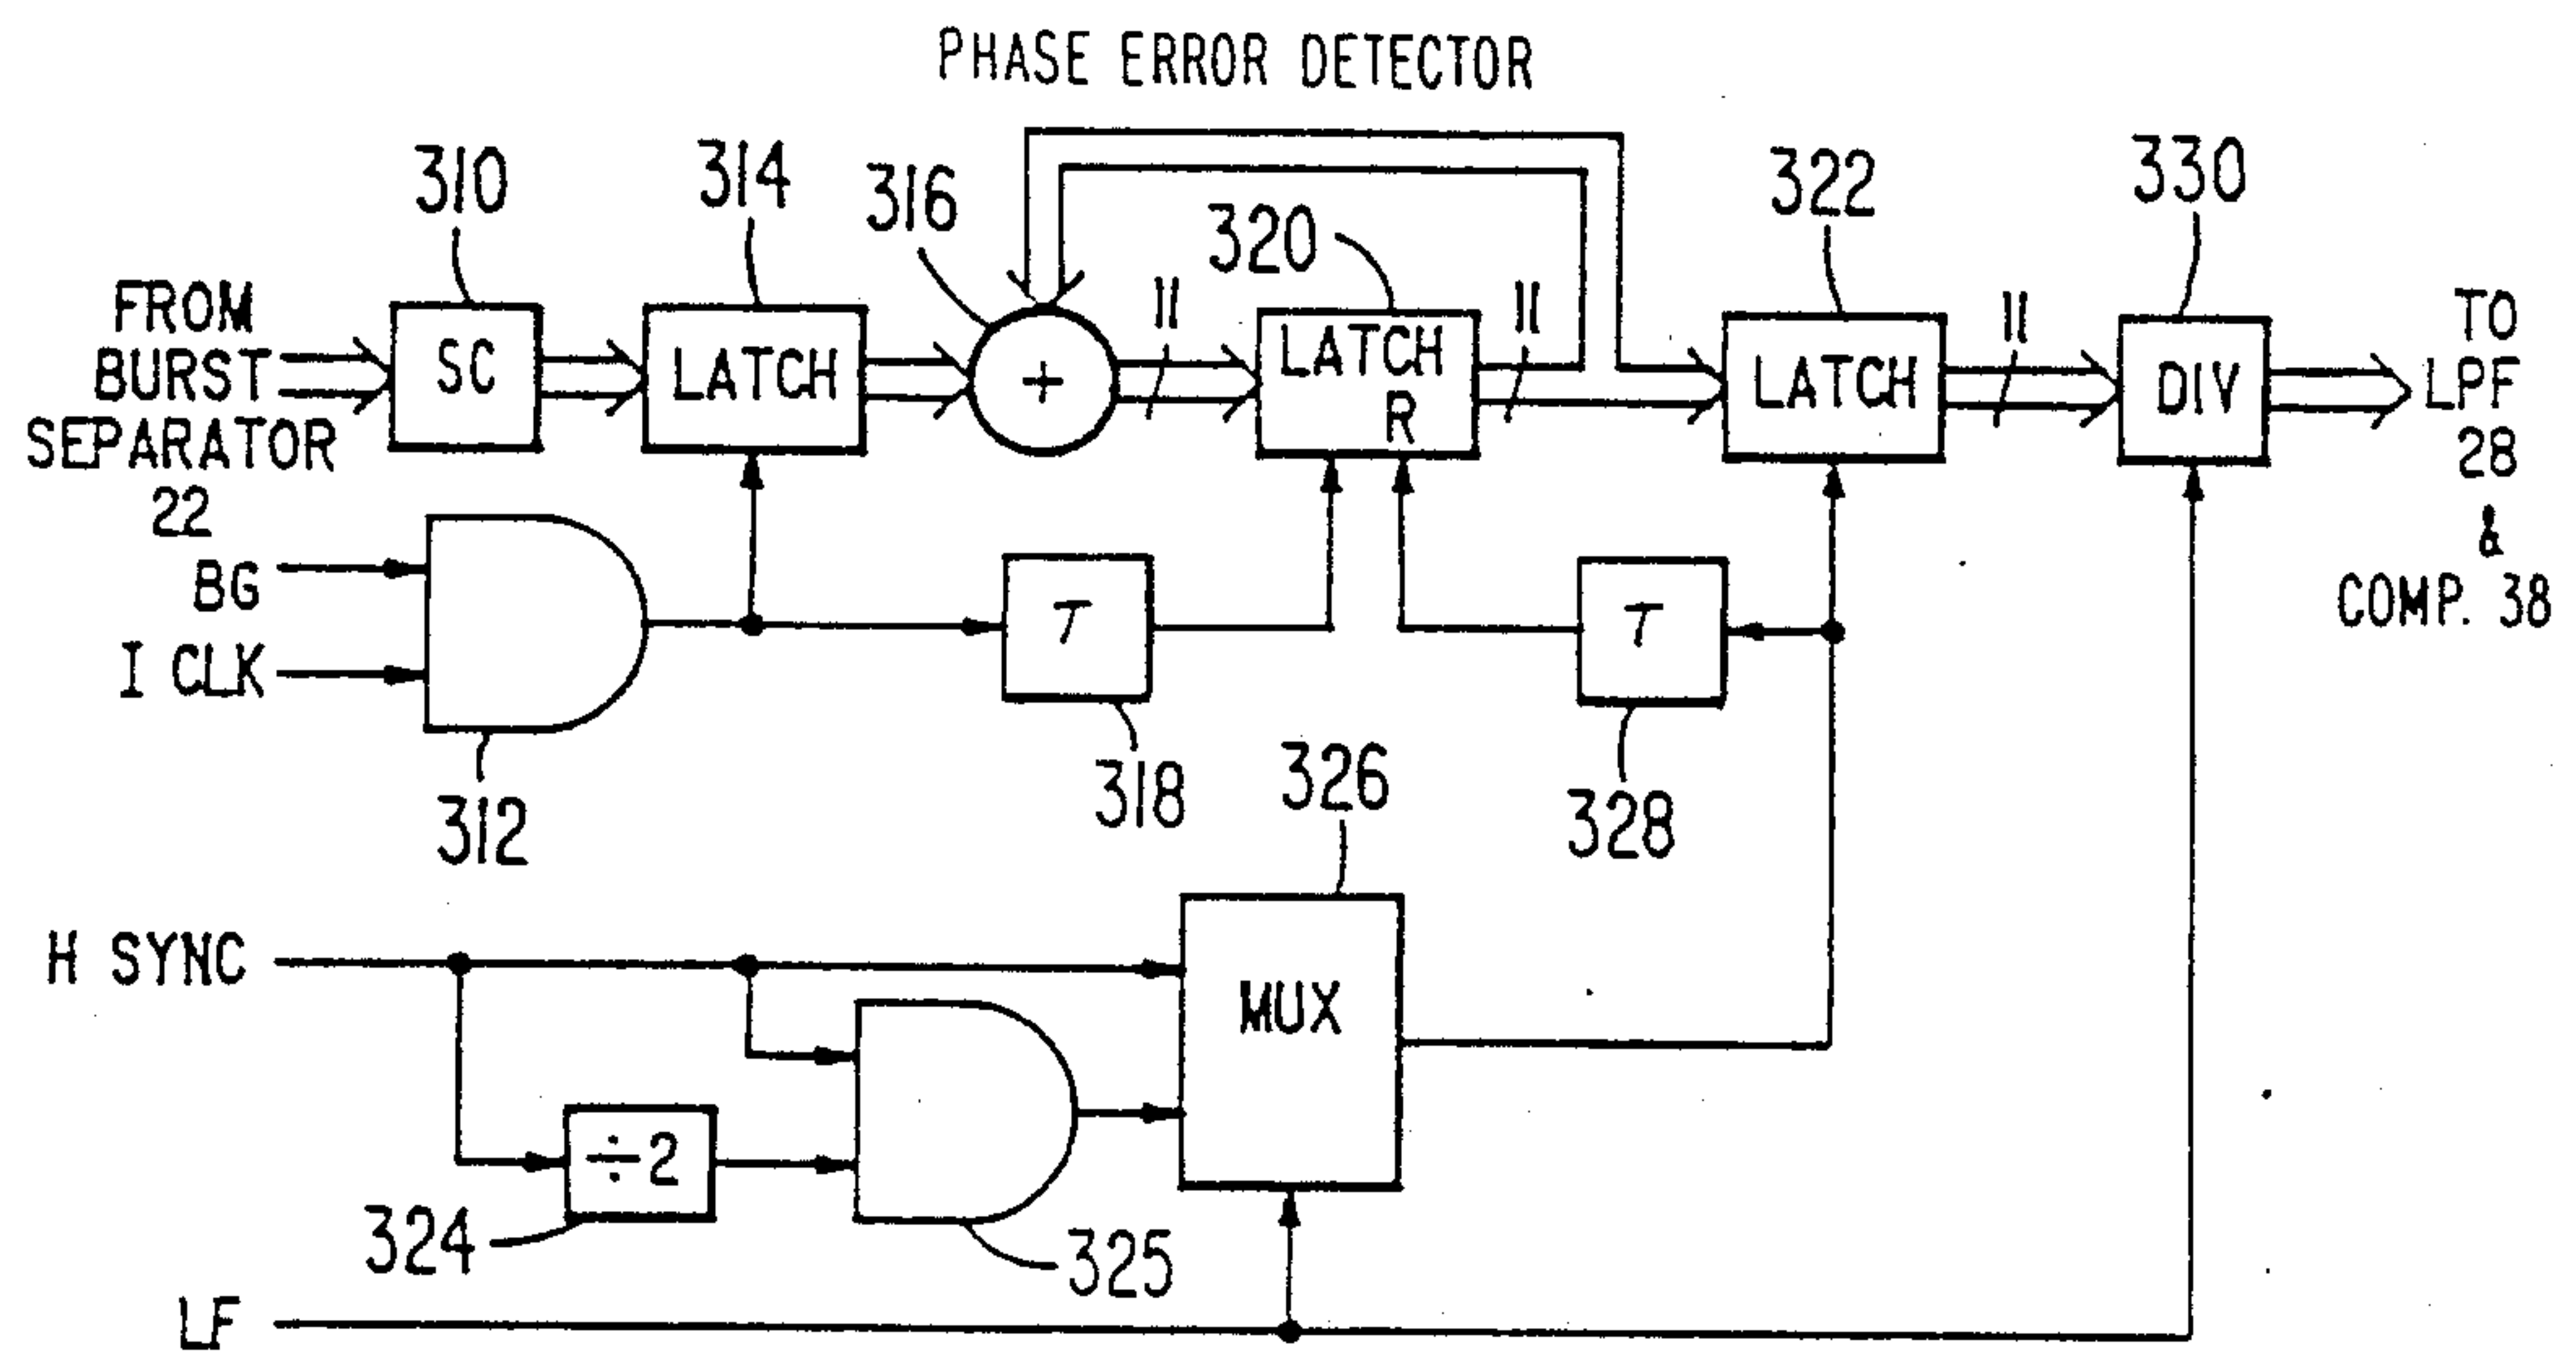 PHASE ERROR DETECTOR
310
314
316
320
322
330
FROM
BURST
SEPARATOR
22
SC
LATCH
+
11
LATCH
R
11
LATCH
11
DIV
TO
LPF
28
&
COMP. 38
BG
I CLK
312
T
318
T
328
326
H SYNC
MUX
÷2
324
325
LF